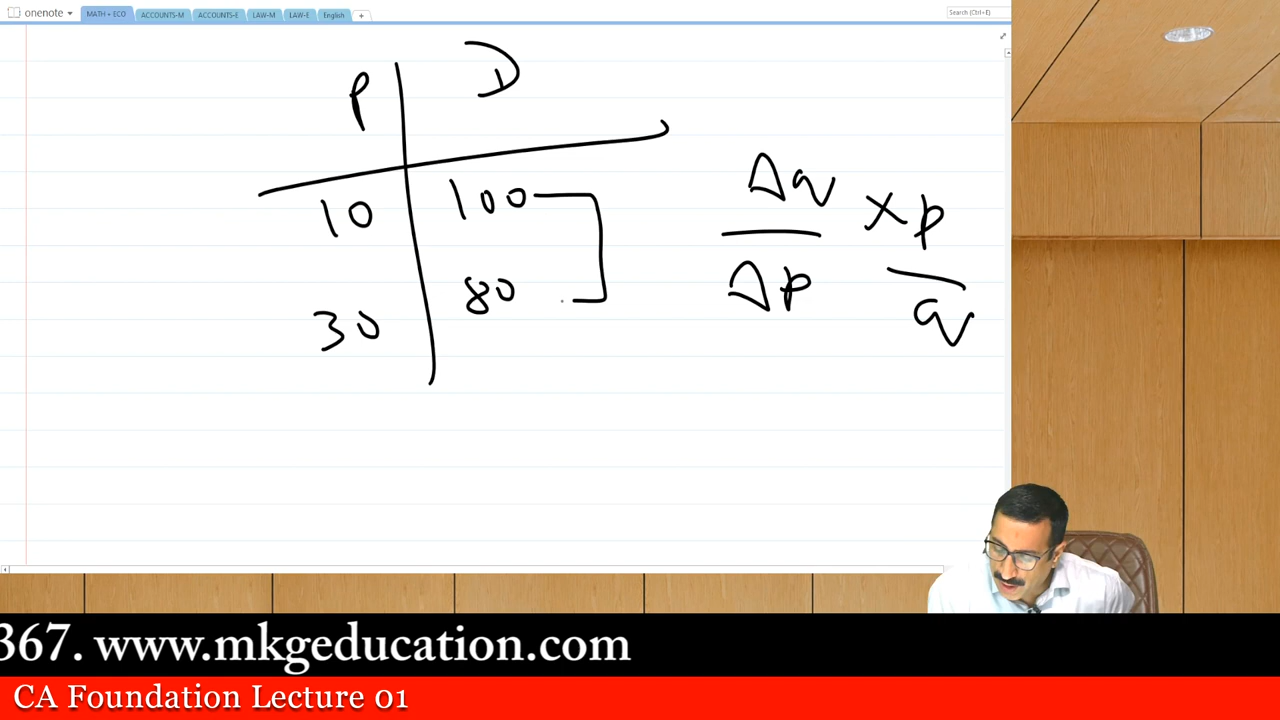 onenote MATH + ECO ACCOUNTS-M ACCOUNTS-E LAW-M LAW-E English + Search (Ctrl+E)
P D
10 100
30 80
Δq × p
Δp q
367. www.mkgeducation.com
CA Foundation Lecture 01